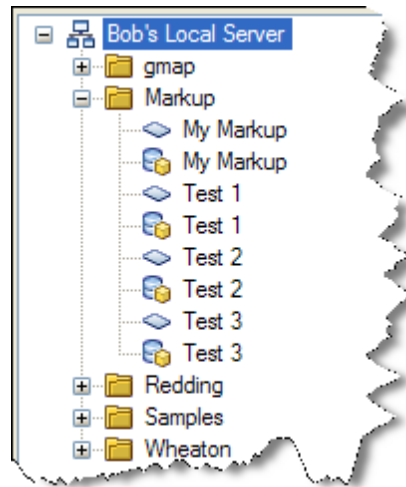 Bob's Local Server
gmap
Markup
My Markup
My Markup
Test 1
Test 1
Test 2
Test 2
Test 3
Test 3
Redding
Samples
Wheaton